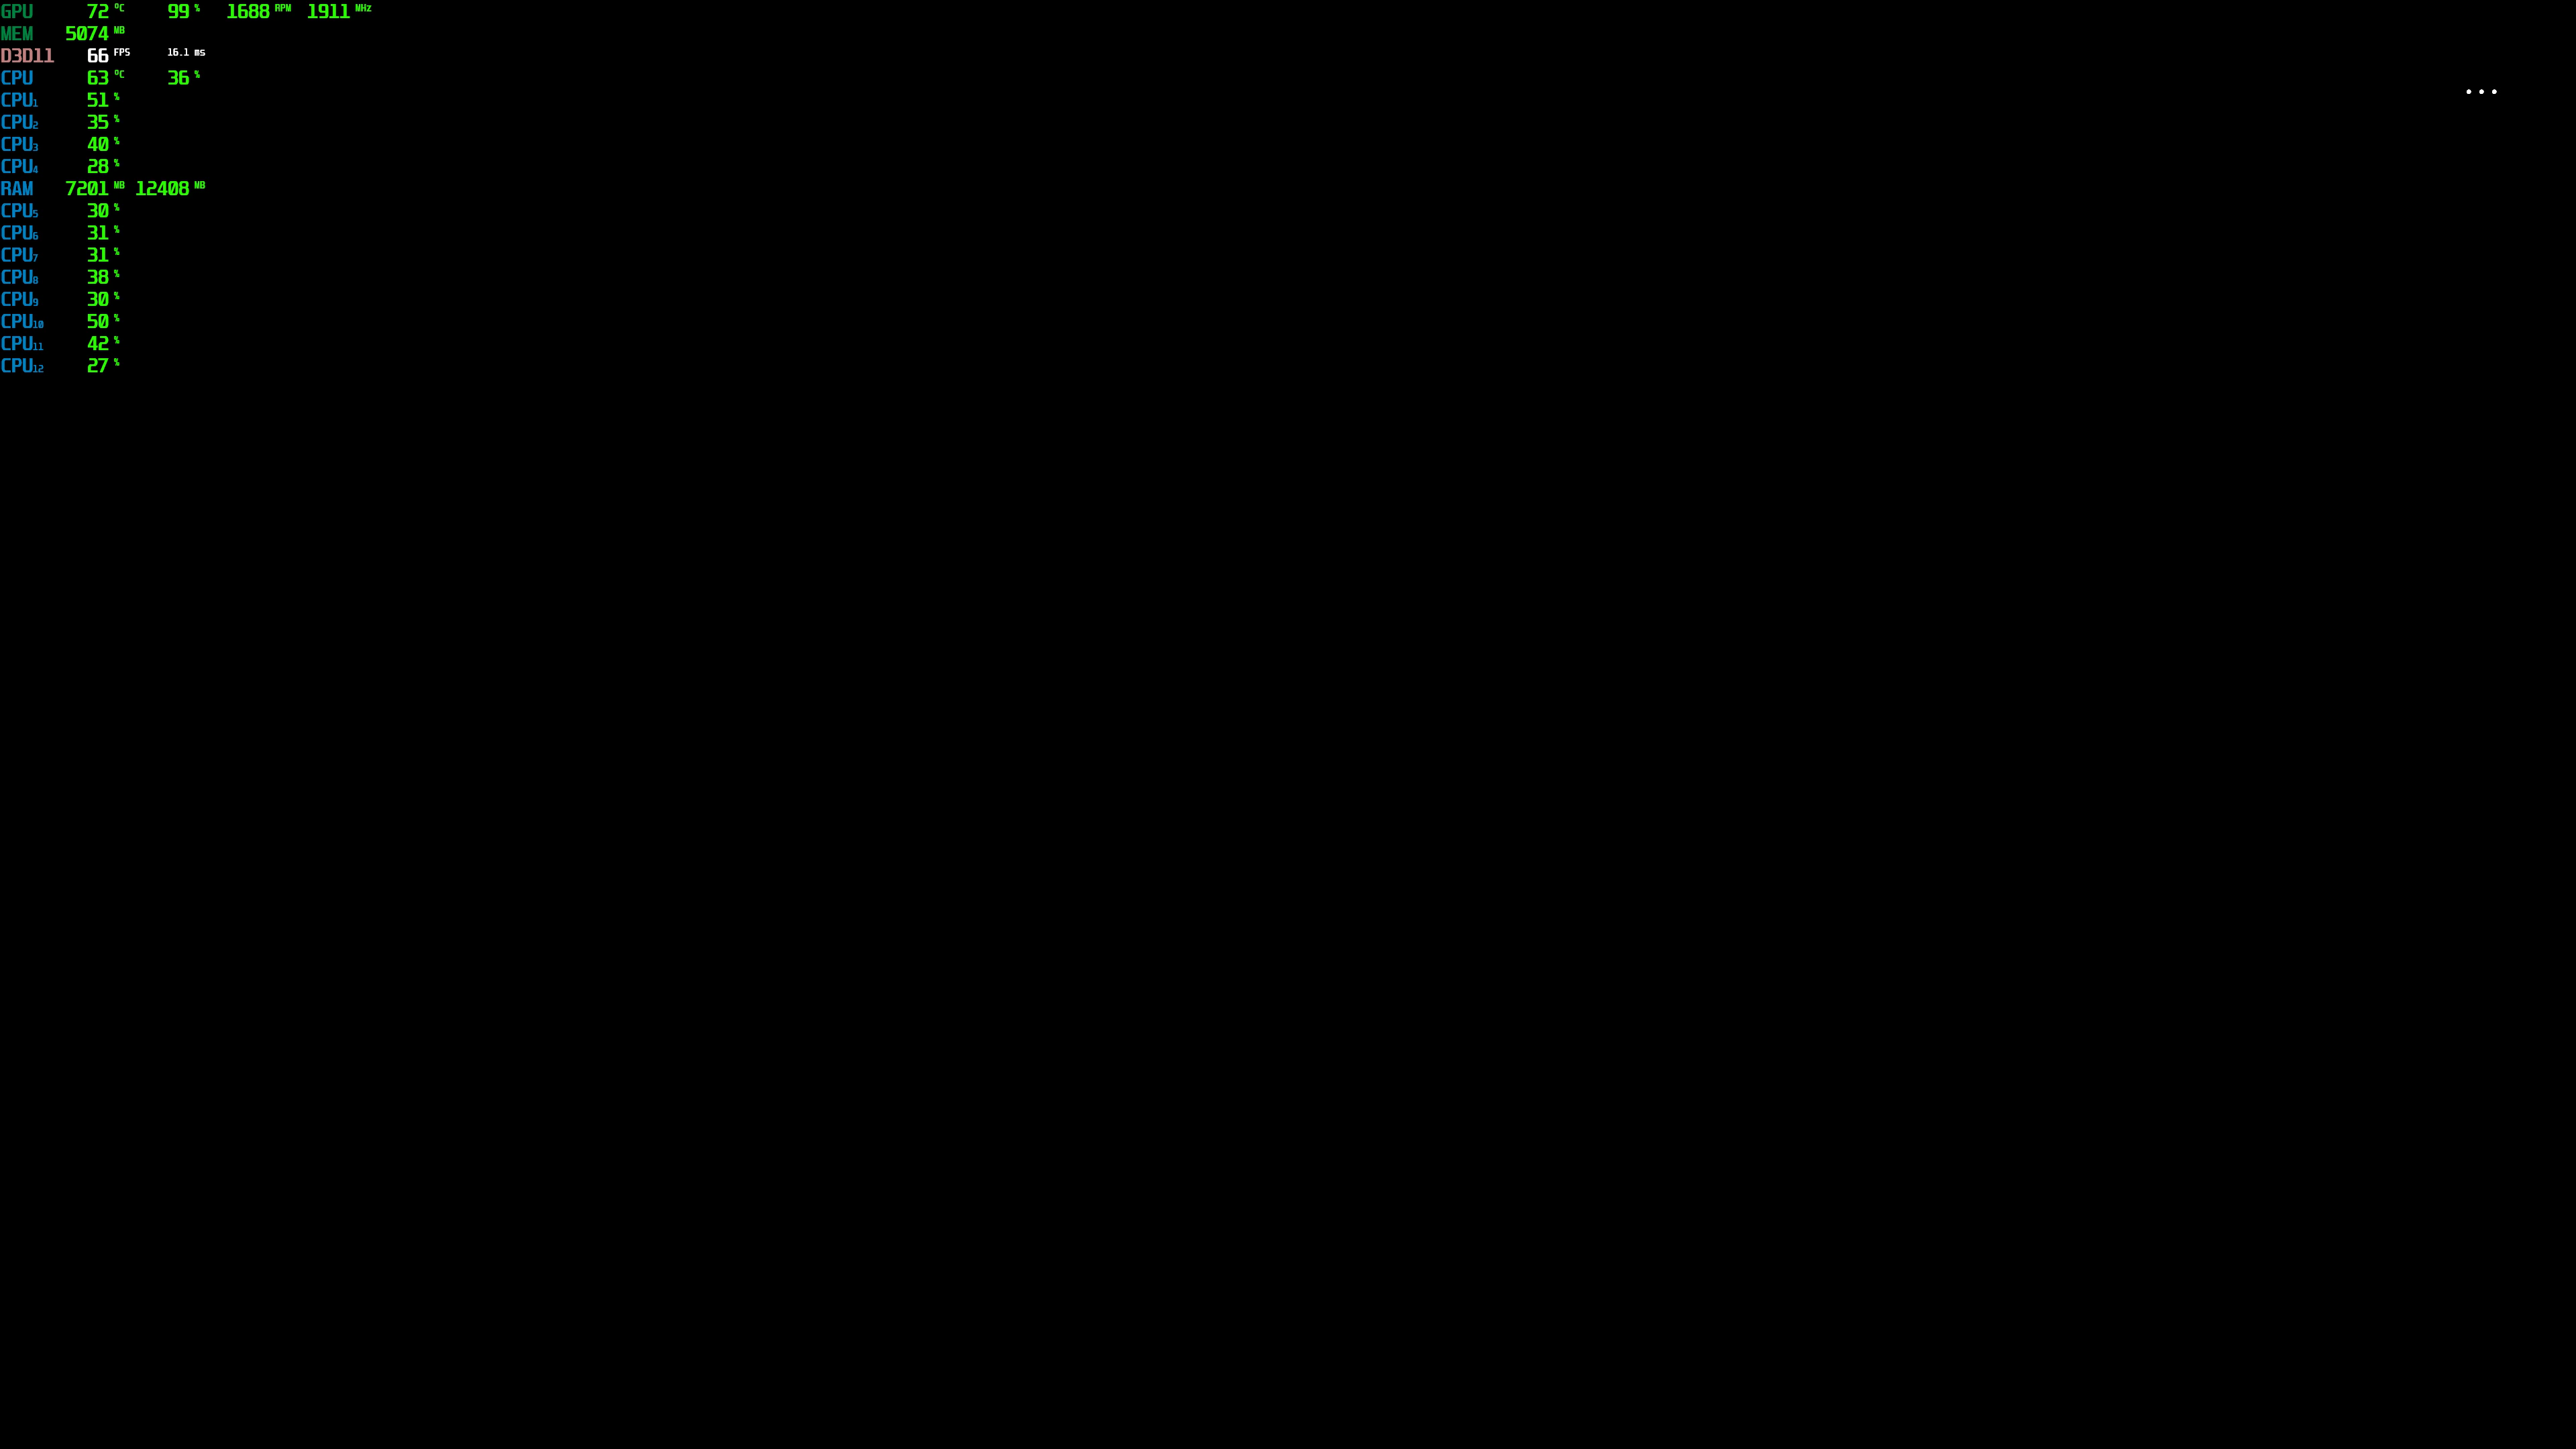 GPU 72 °C 99 % 1688 RPM 1911 MHz
MEM 5074 MB
D3D11 66 FPS 16.1 ms
CPU 63 °C 36 %
CPU1 51 %
CPU2 35 %
CPU3 40 %
CPU4 28 %
RAM 7201 MB 12408 MB
CPU5 30 %
CPU6 31 %
CPU7 31 %
CPU8 38 %
CPU9 30 %
CPU10 50 %
CPU11 42 %
CPU12 27 %
...